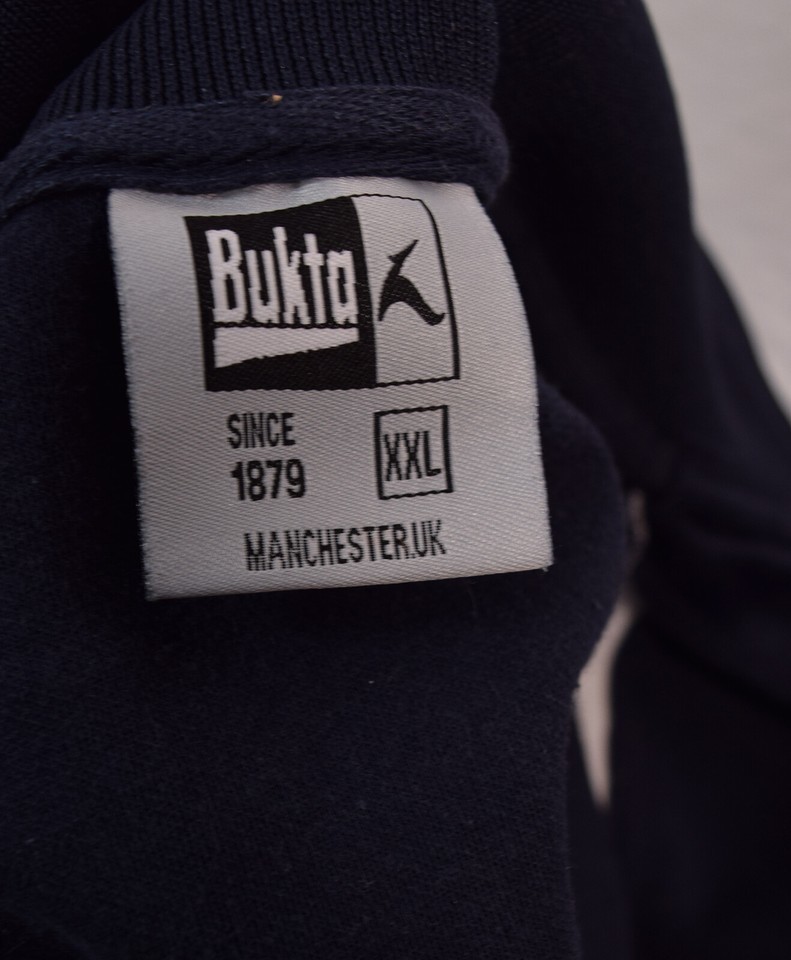 Bukta
SINCE
1879
XXL
MANCHESTER.UK